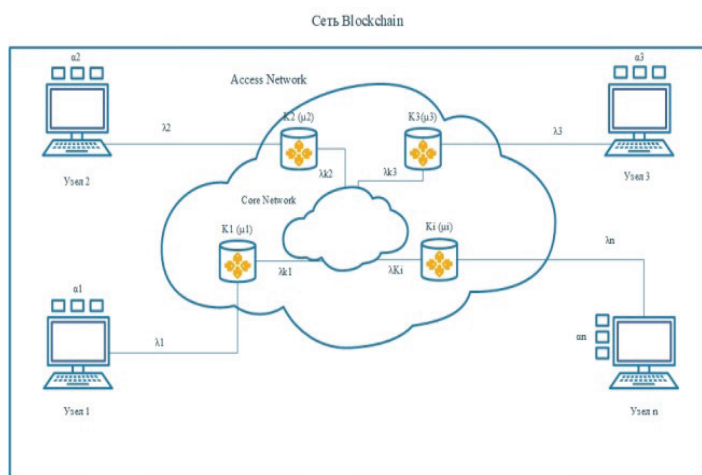 Сеть Blockchain
α2
α3
Access Network
K2 (μ2)
K3(μ3)
λ2
λ3
λk2
λk3
Узел 2
Узел 3
Core Network
K1 (μ1)
Ki (μi)
λn
λk1
λKi
α1
αn
λ1
Узел 1
Узел n